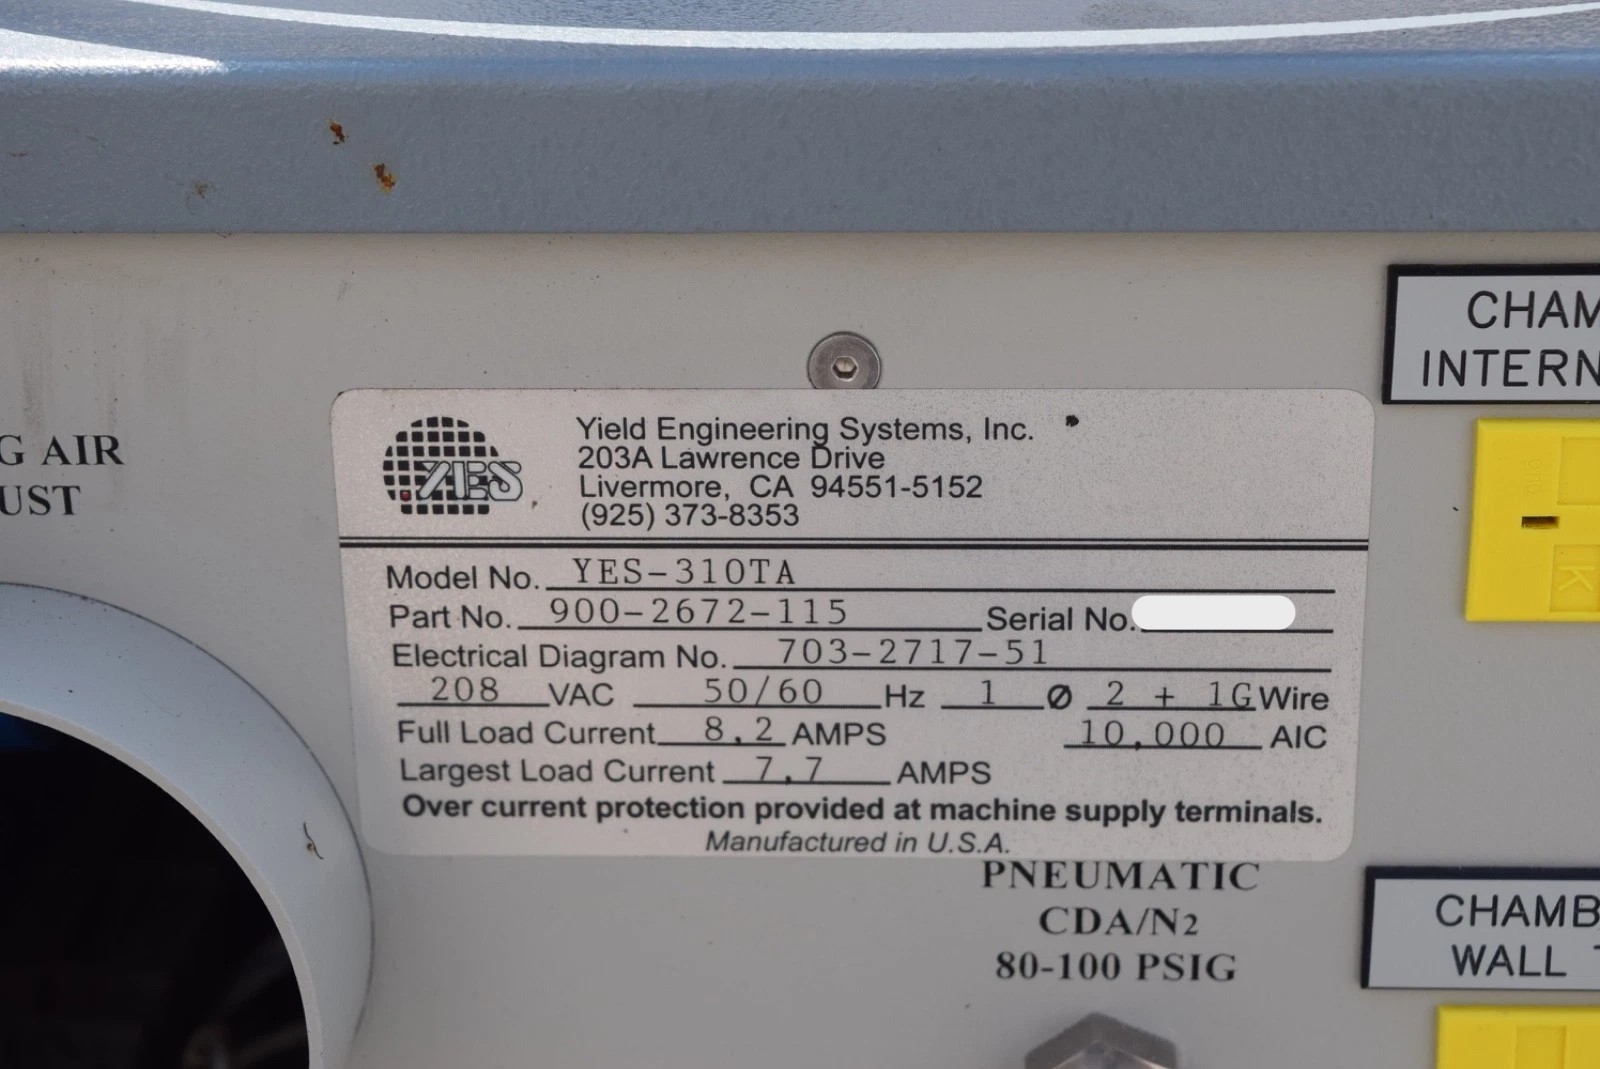 CHAM
INTERN
G AIR
UST
YES
Yield Engineering Systems, Inc.
203A Lawrence Drive
Livermore, CA 94551-5152
(925) 373-8353
Model No. YES-310TA
Part No. 900-2672-115 Serial No.
Electrical Diagram No. 703-2717-51
208 VAC 50/60 Hz 1 Ø 2 + 1G Wire
Full Load Current 8.2 AMPS 10,000 AIC
Largest Load Current 7.7 AMPS
Over current protection provided at machine supply terminals.
Manufactured in U.S.A.
PNEUMATIC
CDA/N2
80-100 PSIG
CHAMB
WALL
K